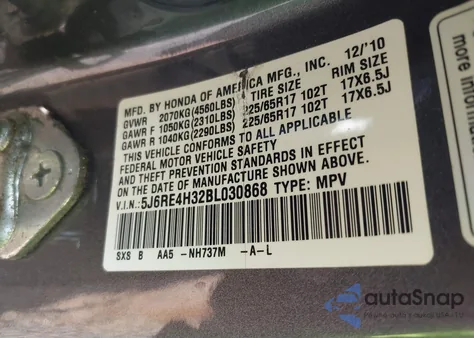 MFD. BY HONDA OF AMERICA MFG., INC. 12/'10
GVWR 2070KG(4560LBS) TIRE SIZE RIM SIZE
GAWR F 1050KG(2310LBS) 225/65R17 102T 17X6.5J
GAWR R 1040KG(2290LBS) 225/65R17 102T 17X6.5J
THIS VEHICLE CONFORMS TO ALL APPLICABLE
FEDERAL MOTOR VEHICLE SAFETY
AND THEFT PREVENTION STANDARDS IN EFFECT
ON THE DATE OF MANUFACTURE SHOWN ABOVE.
V.I.N.: 5J6RE4H32BL030868 TYPE: MPV
SXS B AA5 -NH737M -A-L
more
autoSnap